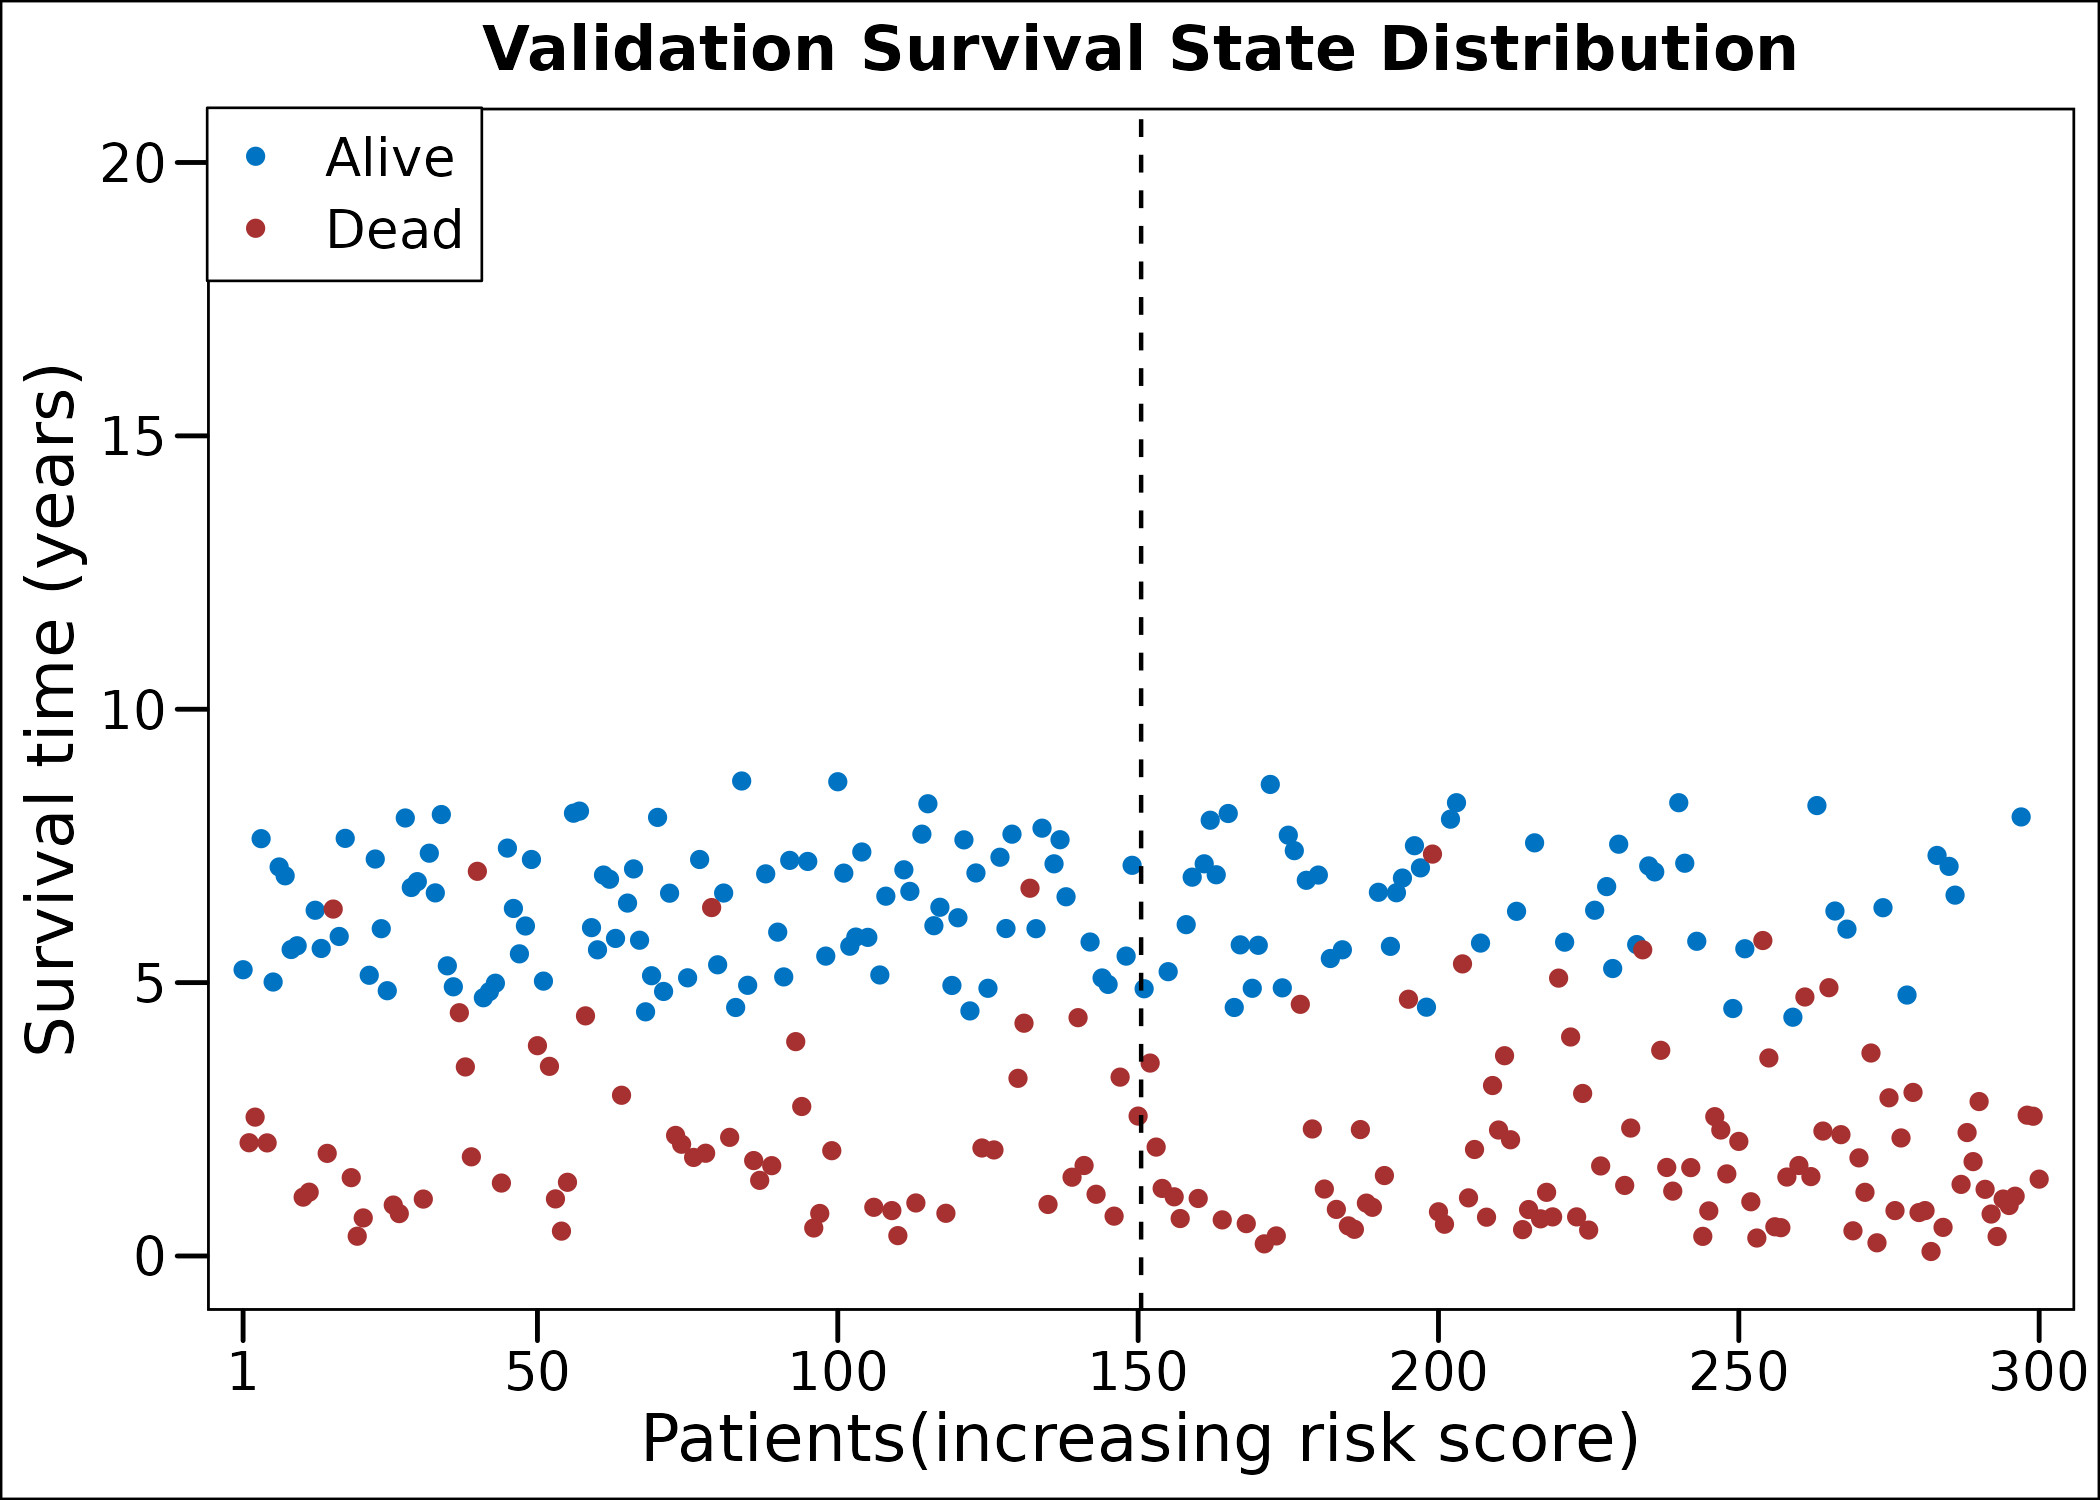 Validation Survival State Distribution
Alive
Dead
20
15
10
5
0
Survival time (years)
1 50 100 150 200 250 300
Patients(increasing risk score)